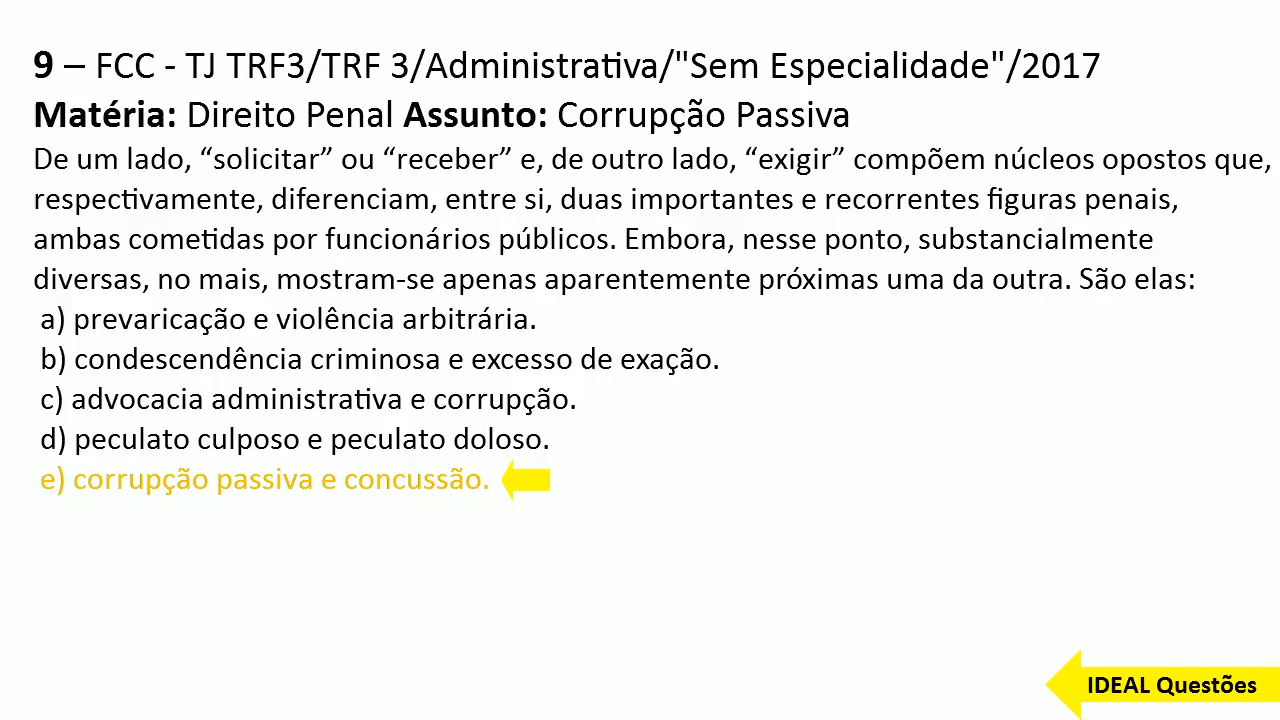 9 – FCC - TJ TRF3/TRF 3/Administrativa/"Sem Especialidade"/2017
Matéria: Direito Penal Assunto: Corrupção Passiva
De um lado, “solicitar” ou “receber” e, de outro lado, “exigir” compõem núcleos opostos que,
respectivamente, diferenciam, entre si, duas importantes e recorrentes figuras penais,
ambas cometidas por funcionários públicos. Embora, nesse ponto, substancialmente
diversas, no mais, mostram-se apenas aparentemente próximas uma da outra. São elas:
a) prevaricação e violência arbitrária.
b) condescendência criminosa e excesso de exação.
c) advocacia administrativa e corrupção.
d) peculato culposo e peculato doloso.
e) corrupção passiva e concussão.
IDEAL Questões